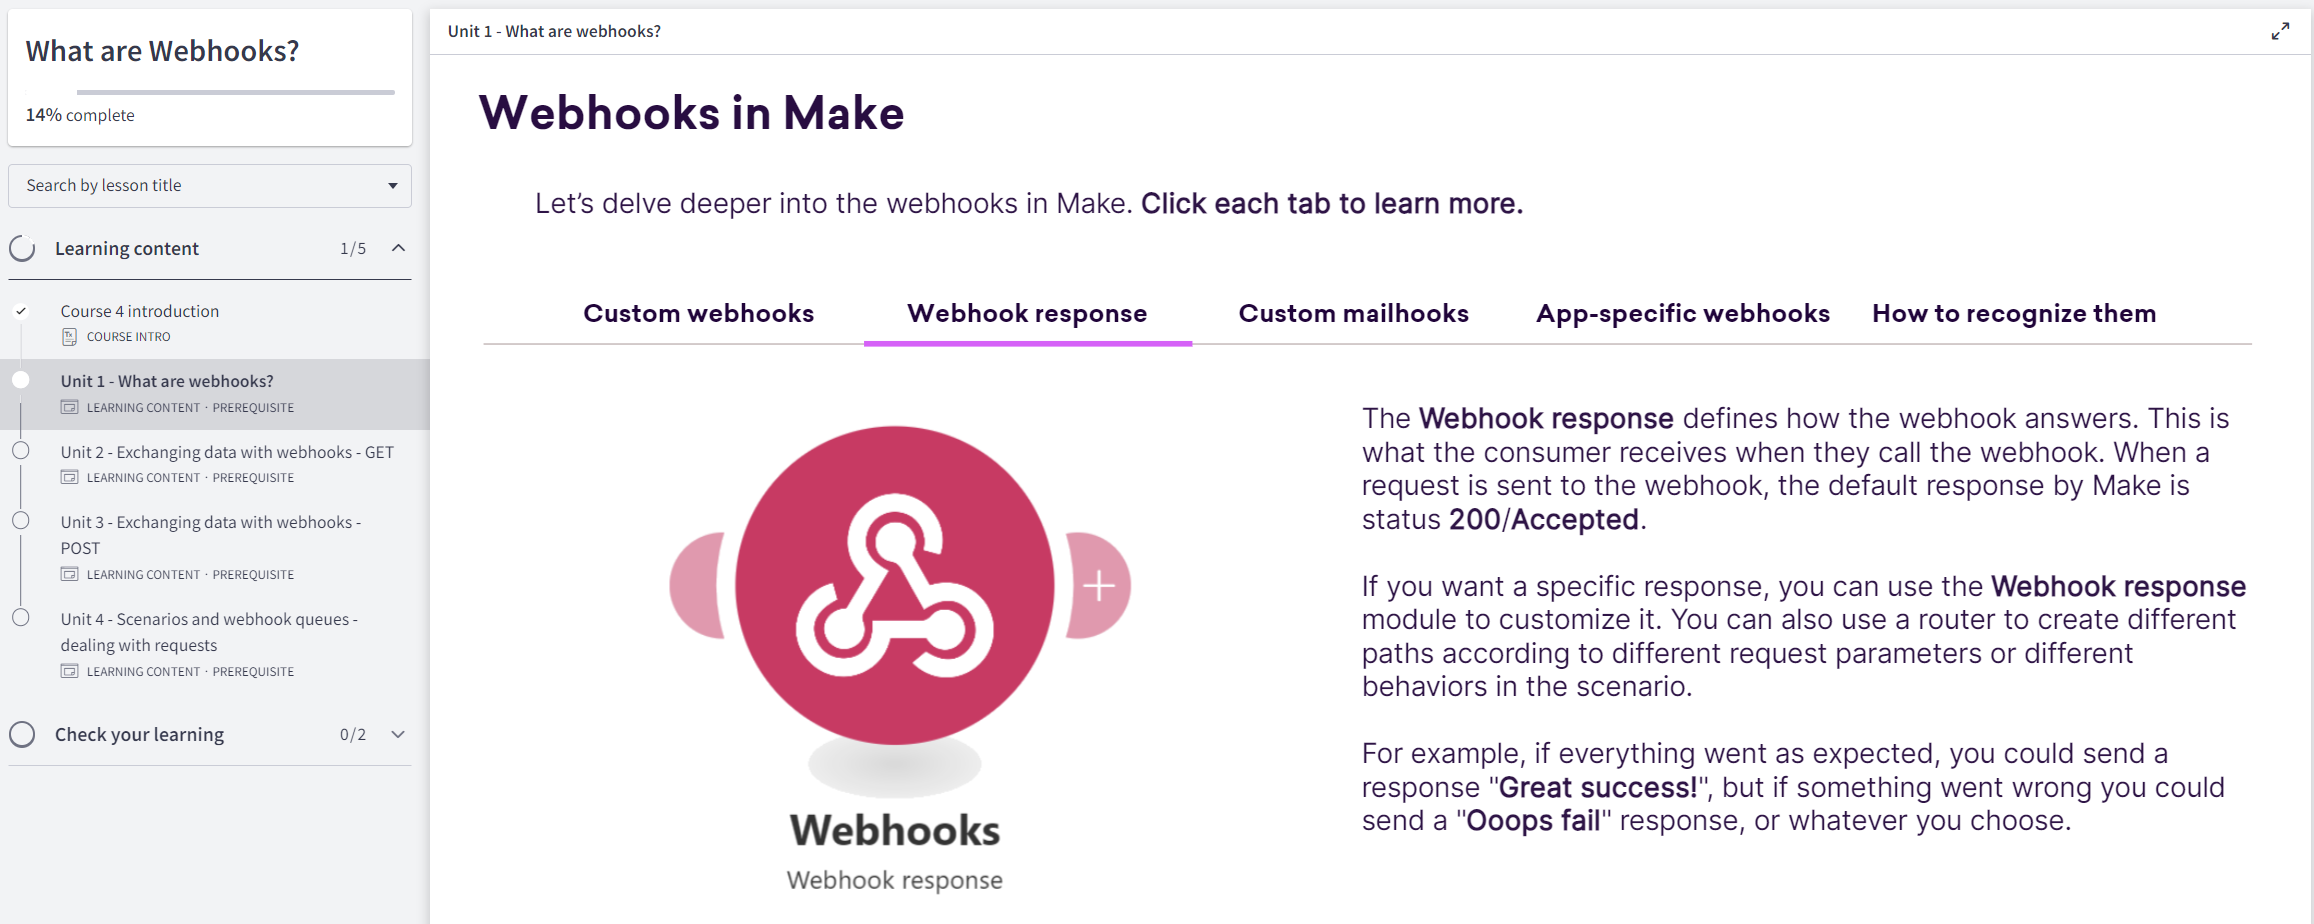 What are Webhooks?
14% complete
Search by lesson title
Learning content 1/5
Course 4 introduction
COURSE INTRO
Unit 1 - What are webhooks?
LEARNING CONTENT · PREREQUISITE
Unit 2 - Exchanging data with webhooks - GET
LEARNING CONTENT · PREREQUISITE
Unit 3 - Exchanging data with webhooks -
POST
LEARNING CONTENT · PREREQUISITE
Unit 4 - Scenarios and webhook queues -
dealing with requests
LEARNING CONTENT · PREREQUISITE
Check your learning 0/2
Unit 1 - What are webhooks?
Webhooks in Make
Let’s delve deeper into the webhooks in Make. Click each tab to learn more.
Custom webhooks Webhook response Custom mailhooks App-specific webhooks How to recognize them
Webhooks
Webhook response
The Webhook response defines how the webhook answers. This is
what the consumer receives when they call the webhook. When a
request is sent to the webhook, the default response by Make is
status 200/Accepted.
If you want a specific response, you can use the Webhook response
module to customize it. You can also use a router to create different
paths according to different request parameters or different
behaviors in the scenario.
For example, if everything went as expected, you could send a
response "Great success!", but if something went wrong you could
send a "Ooops fail" response, or whatever you choose.